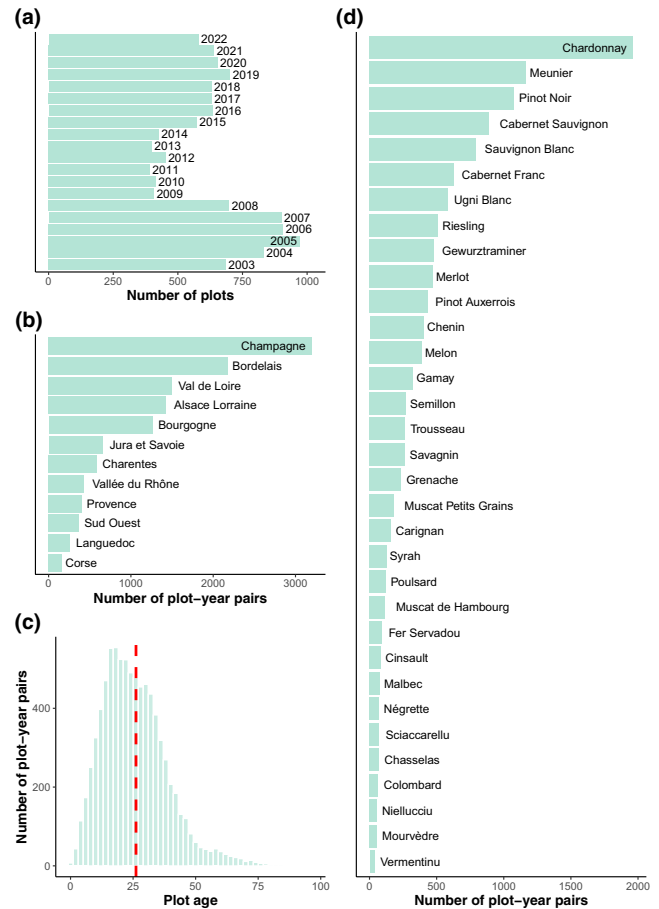 (a)
2022
2021
2020
2019
2018
2017
2016
2015
2014
2013
2012
2011
2010
2009
2008
2007
2006
2005
2004
2003
0 250 500 750 1000
Number of plots
(b)
Champagne
Bordelais
Val de Loire
Alsace Lorraine
Bourgogne
Jura et Savoie
Charentes
Vallée du Rhône
Provence
Sud Ouest
Languedoc
Corse
0 1000 2000 3000
Number of plot−year pairs
(c)
Number of plot−year pairs
400
200
0
0 25 50 75 100
Plot age
(d)
Chardonnay
Meunier
Pinot Noir
Cabernet Sauvignon
Sauvignon Blanc
Cabernet Franc
Ugni Blanc
Riesling
Gewurztraminer
Merlot
Pinot Auxerrois
Chenin
Melon
Gamay
Semillon
Trousseau
Savagnin
Grenache
Muscat Petits Grains
Carignan
Syrah
Poulsard
Muscat de Hambourg
Fer Servadou
Cinsault
Malbec
Négrette
Sciaccarellu
Chasselas
Colombard
Niellucciu
Mourvèdre
Vermentinu
0 500 1000 1500 2000
Number of plot−year pairs